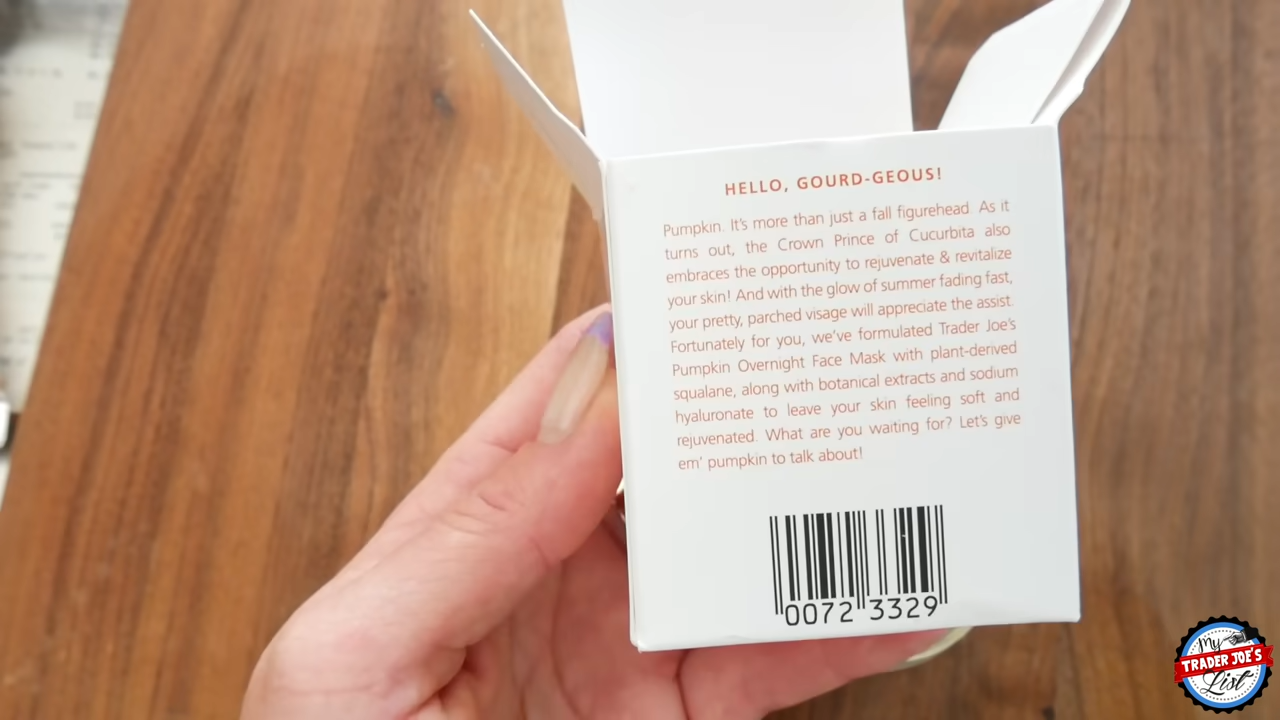 HELLO, GOURD-GEOUS!
Pumpkin. It's more than just a fall figurehead. As it
turns out, the Crown Prince of Cucurbita also
embraces the opportunity to rejuvenate & revitalize
your skin! And with the glow of summer fading fast,
your pretty, parched visage will appreciate the assist.
Fortunately for you, we've formulated Trader Joe's
Pumpkin Overnight Face Mask with plant-derived
squalane, along with botanical extracts and sodium
hyaluronate to leave your skin feeling soft and
rejuvenated. What are you waiting for? Let's give
em' pumpkin to talk about!
0072 3329
My
TRADER JOE'S
List